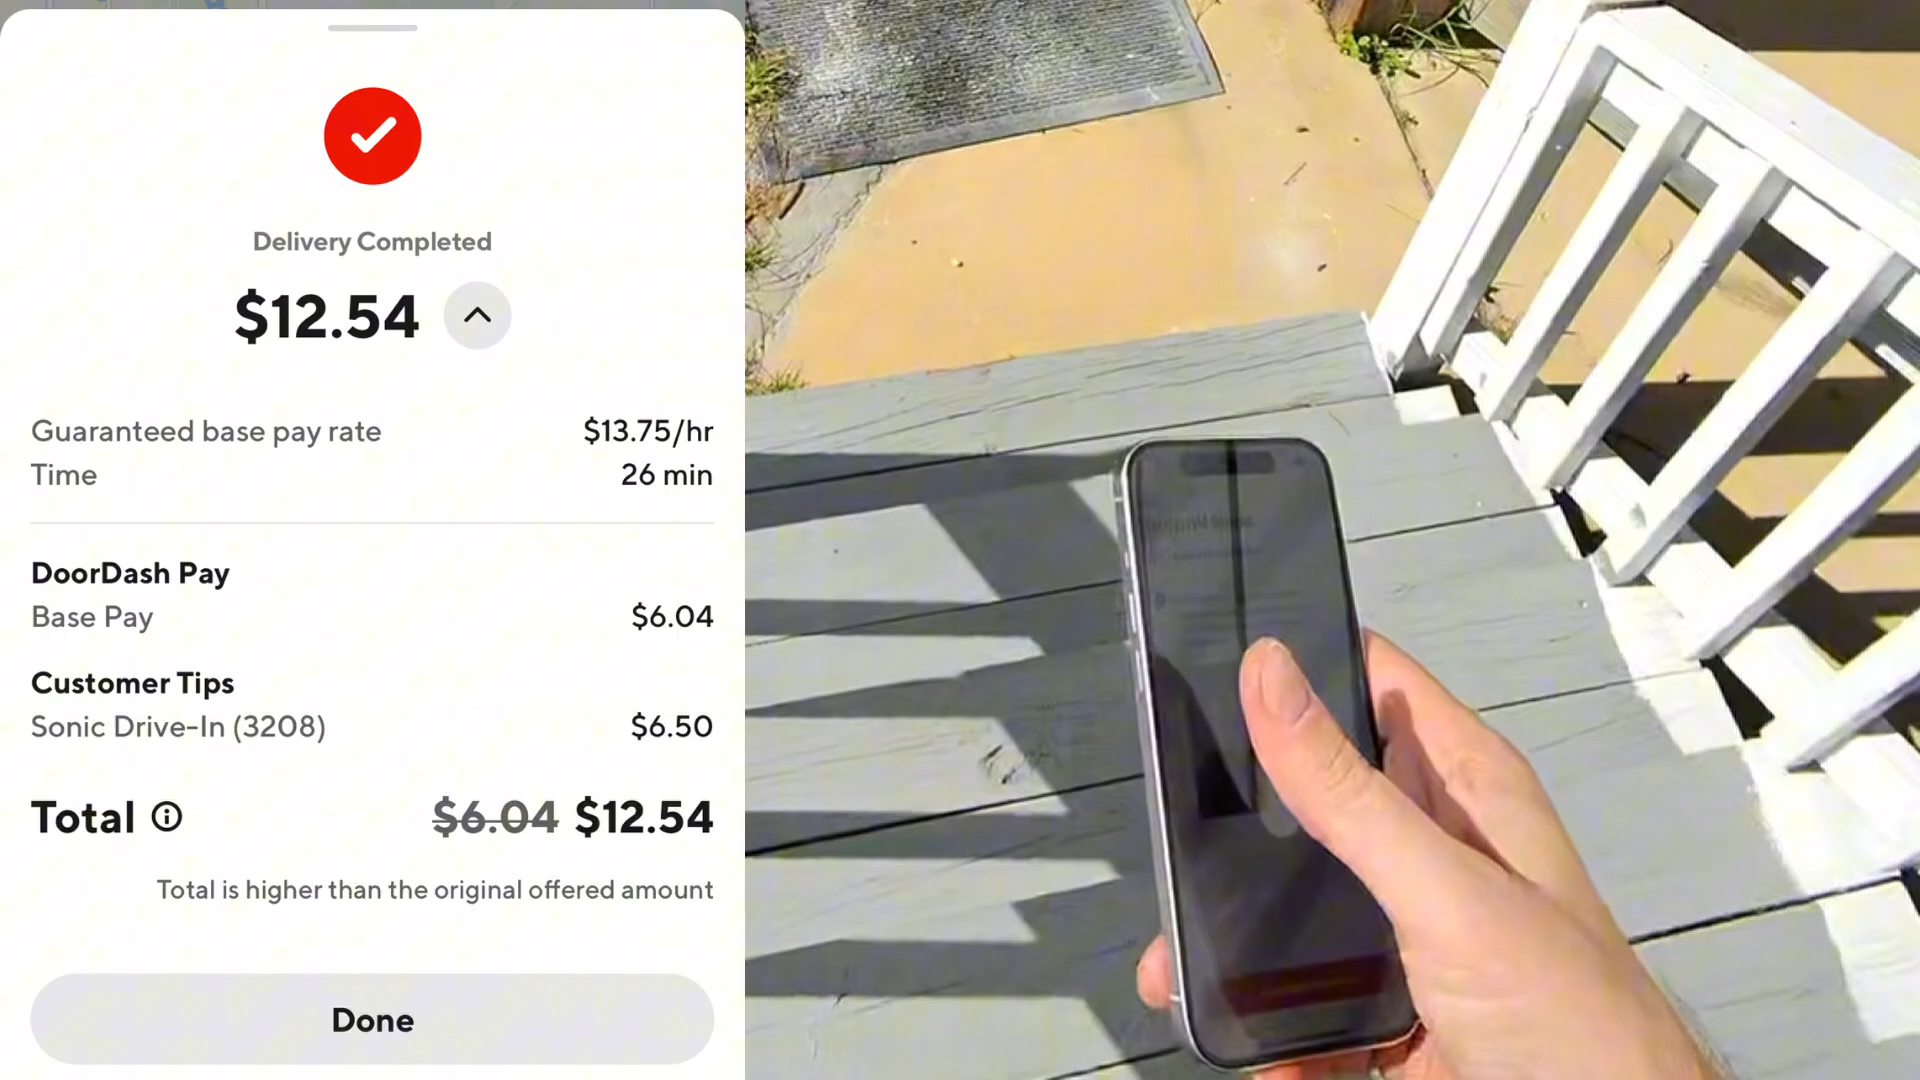 Delivery Completed
$12.54
Guaranteed base pay rate $13.75/hr
Time 26 min
DoorDash Pay
Base Pay $6.04
Customer Tips
Sonic Drive-In (3208) $6.50
Total $6.04 $12.54
Total is higher than the original offered amount
Done